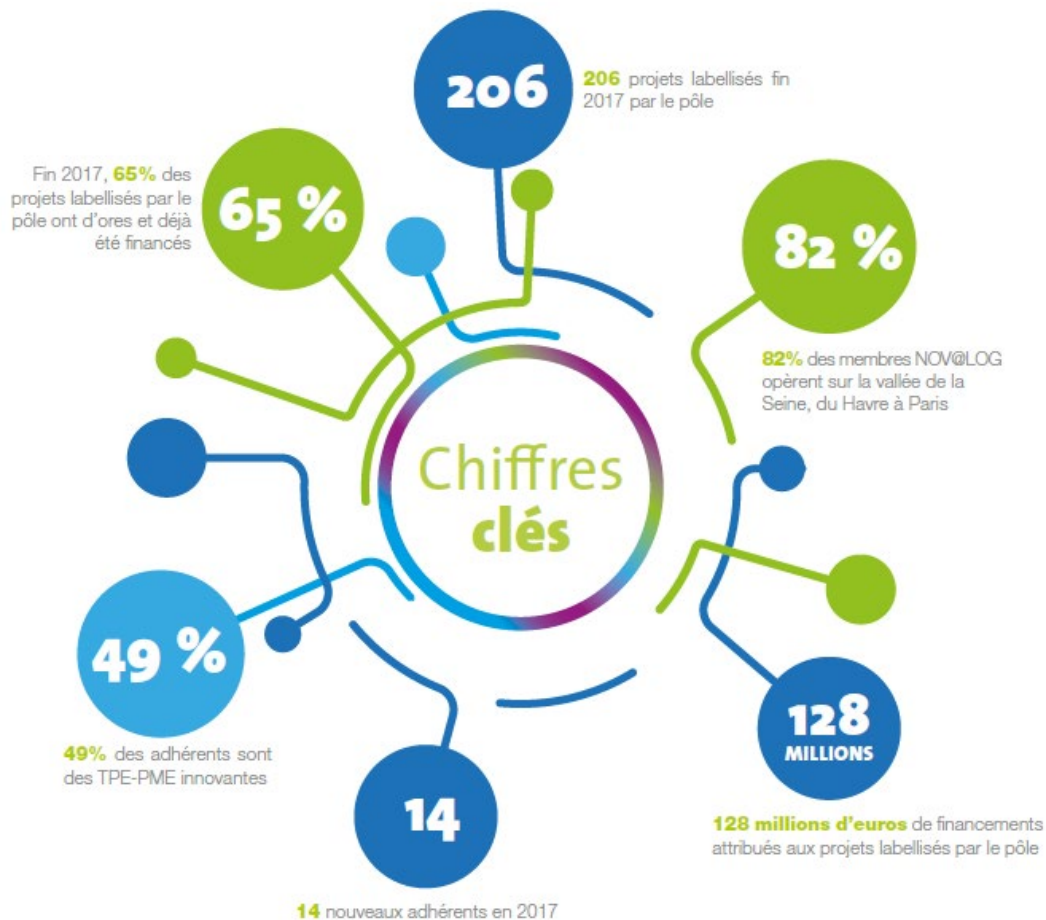 206
206 projets labellisés fin
2017 par le pôle
Fin 2017, 65% des
projets labellisés par le
pôle ont d'ores et déjà
été financés
65 %
82 %
82% des membres NOV@LOG
opèrent sur la vallée de la
Seine, du Havre à Paris
Chiffres
clés
49 %
49% des adhérents sont
des TPE-PME innovantes
128
MILLIONS
128 millions d'euros de financements
attribués aux projets labellisés par le pôle
14
14 nouveaux adhérents en 2017